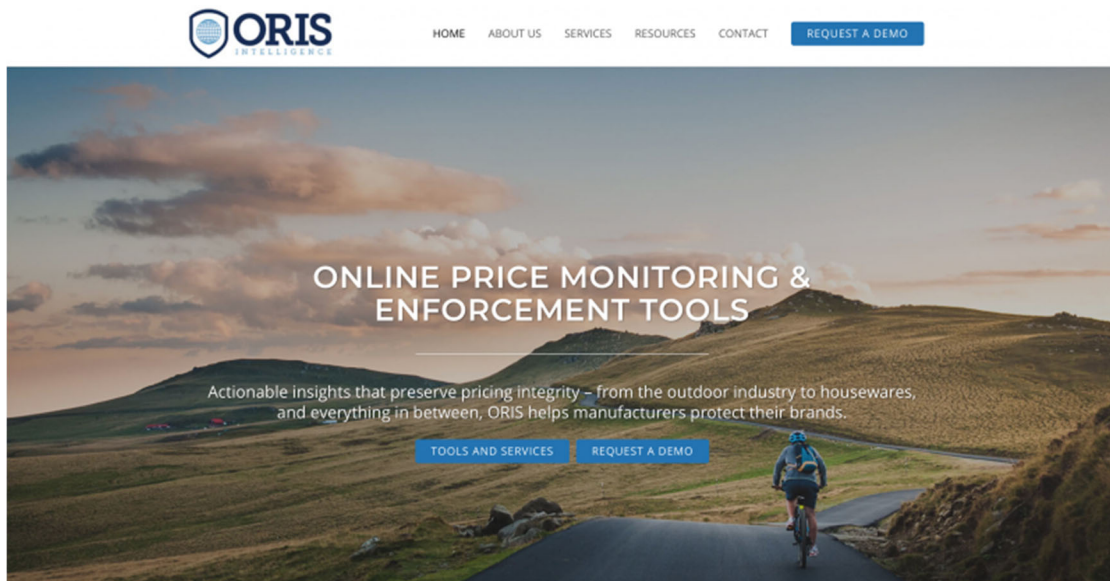 ORIS
INTELLIGENCE
HOME
ABOUT US
SERVICES
RESOURCES
CONTACT
REQUEST A DEMO
ONLINE PRICE MONITORING &
ENFORCEMENT TOOLS
Actionable insights that preserve pricing integrity – from the outdoor industry to housewares,
and everything in between, ORIS helps manufacturers protect their brands.
TOOLS AND SERVICES
REQUEST A DEMO